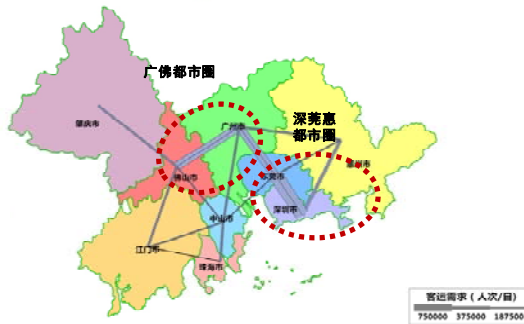 广佛都市圈
深莞惠
都市圈
广州市
肇庆市
惠州市
东莞市
佛山市
深圳市
中山市
江门市
珠海市
客运需求（人次/日）
750000 375000 187500